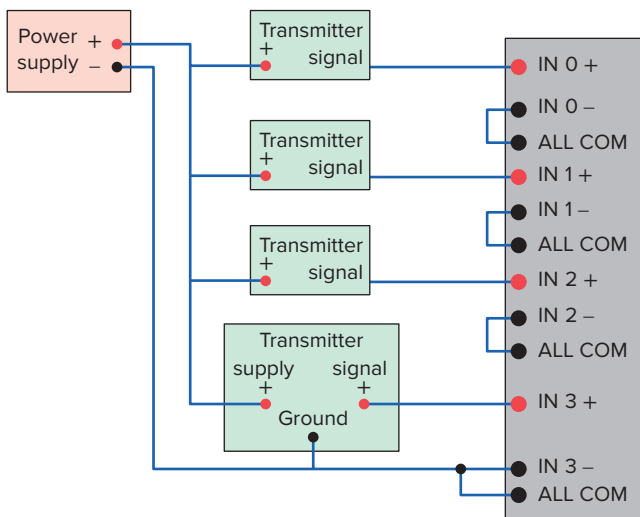 Power +
supply –
Transmitter
+ signal
Transmitter
+ signal
Transmitter
+ signal
Transmitter
supply signal
+ +
Ground
IN 0 +
IN 0 –
ALL COM
IN 1 +
IN 1 –
ALL COM
IN 2 +
IN 2 –
ALL COM
IN 3 +
IN 3 –
ALL COM